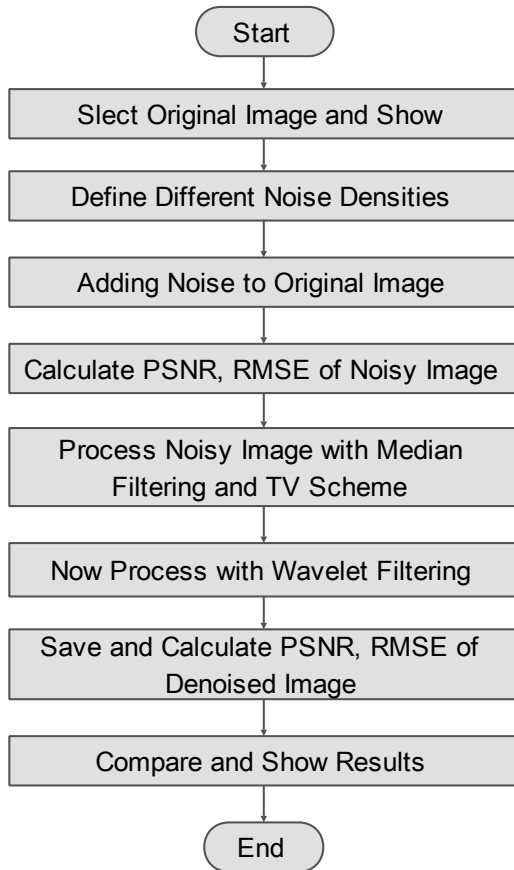 Start
Slect Original Image and Show
Define Different Noise Densities
Adding Noise to Original Image
Calculate PSNR, RMSE of Noisy Image
Process Noisy Image with Median
Filtering and TV Scheme
Now Process with Wavelet Filtering
Save and Calculate PSNR, RMSE of
Denoised Image
Compare and Show Results
End